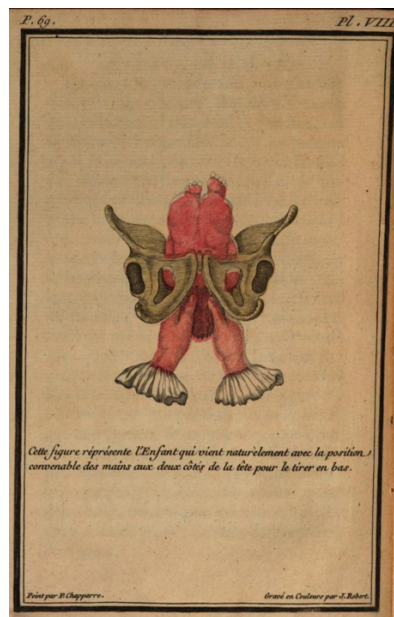 P. 69.
Pl. VIII
Cette figure réprésente l'Enfant qui vient naturèlement avec la position
convenable des mains aux deux côtés de la tête pour le tirer en bas.
Peint par P. Chapparre.
Gravé en Couleurs par J. Robert.